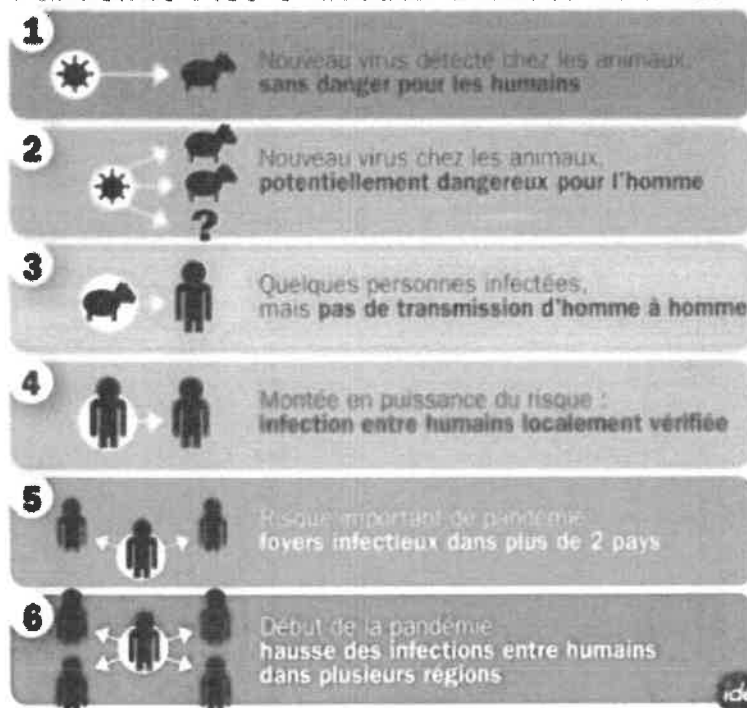 1
Nouveau virus détecté chez les animaux,
sans danger pour les humains
2
Nouveau virus chez les animaux,
potentiellement dangereux pour l'homme
?
3
Quelques personnes infectées,
mais pas de transmission d'homme à homme
4
Montée en puissance du risque :
infection entre humains localement vérifiée
5
Risque important de pandémie
foyers infectieux dans plus de 2 pays
6
Début de la pandémie
hausse des infections entre humains
dans plusieurs régions
idé